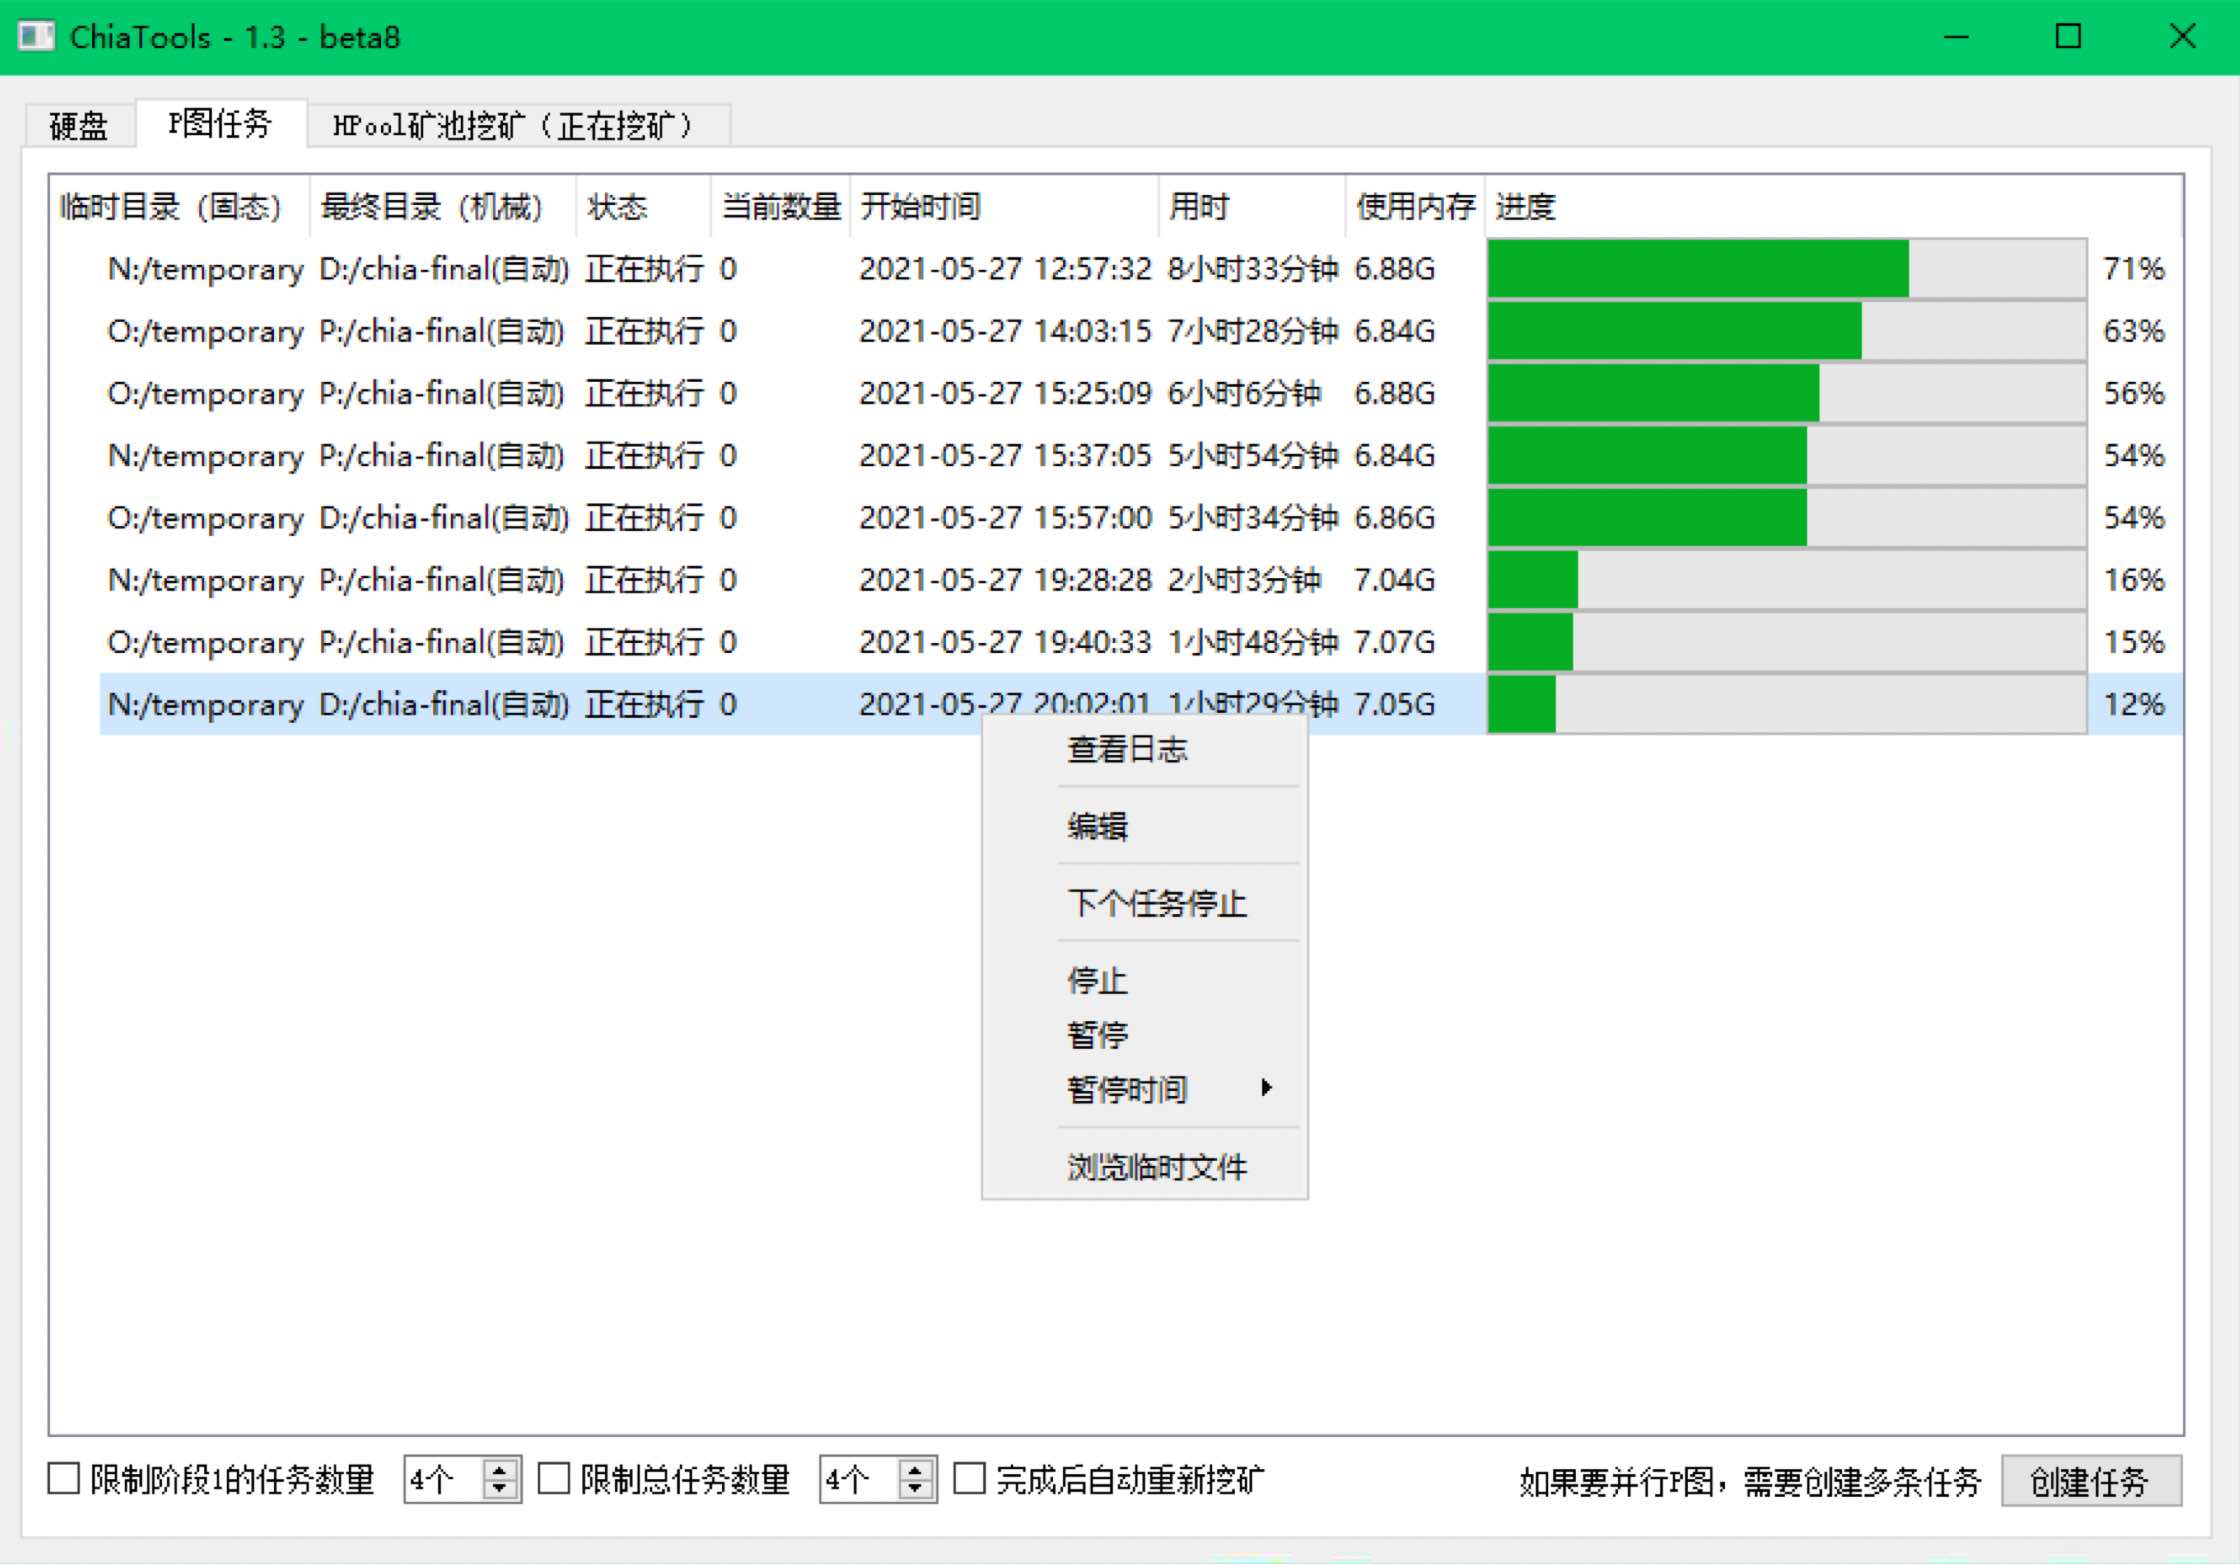 ChiaTools - 1.3 - beta8
硬盘 P图任务 HPool矿池挖矿（正在挖矿）
临时目录（固态） 最终目录（机械） 状态 当前数量 开始时间 用时 使用内存 进度
N:/temporary D:/chia-final(自动) 正在执行 0 2021-05-27 12:57:32 8小时33分钟 6.88G 71%
O:/temporary P:/chia-final(自动) 正在执行 0 2021-05-27 14:03:15 7小时28分钟 6.84G 63%
O:/temporary P:/chia-final(自动) 正在执行 0 2021-05-27 15:25:09 6小时6分钟 6.88G 56%
N:/temporary P:/chia-final(自动) 正在执行 0 2021-05-27 15:37:05 5小时54分钟 6.84G 54%
O:/temporary D:/chia-final(自动) 正在执行 0 2021-05-27 15:57:00 5小时34分钟 6.86G 54%
N:/temporary P:/chia-final(自动) 正在执行 0 2021-05-27 19:28:28 2小时3分钟 7.04G 16%
O:/temporary P:/chia-final(自动) 正在执行 0 2021-05-27 19:40:33 1小时48分钟 7.07G 15%
N:/temporary D:/chia-final(自动) 正在执行 0 2021-05-27 20:02:01 1小时29分钟 7.05G 12%
查看日志
编辑
下个任务停止
停止
暂停
暂停时间
浏览临时文件
限制阶段1的任务数量 4个 限制总任务数量 4个 完成后自动重新挖矿 如果要并行P图，需要创建多条任务 创建任务